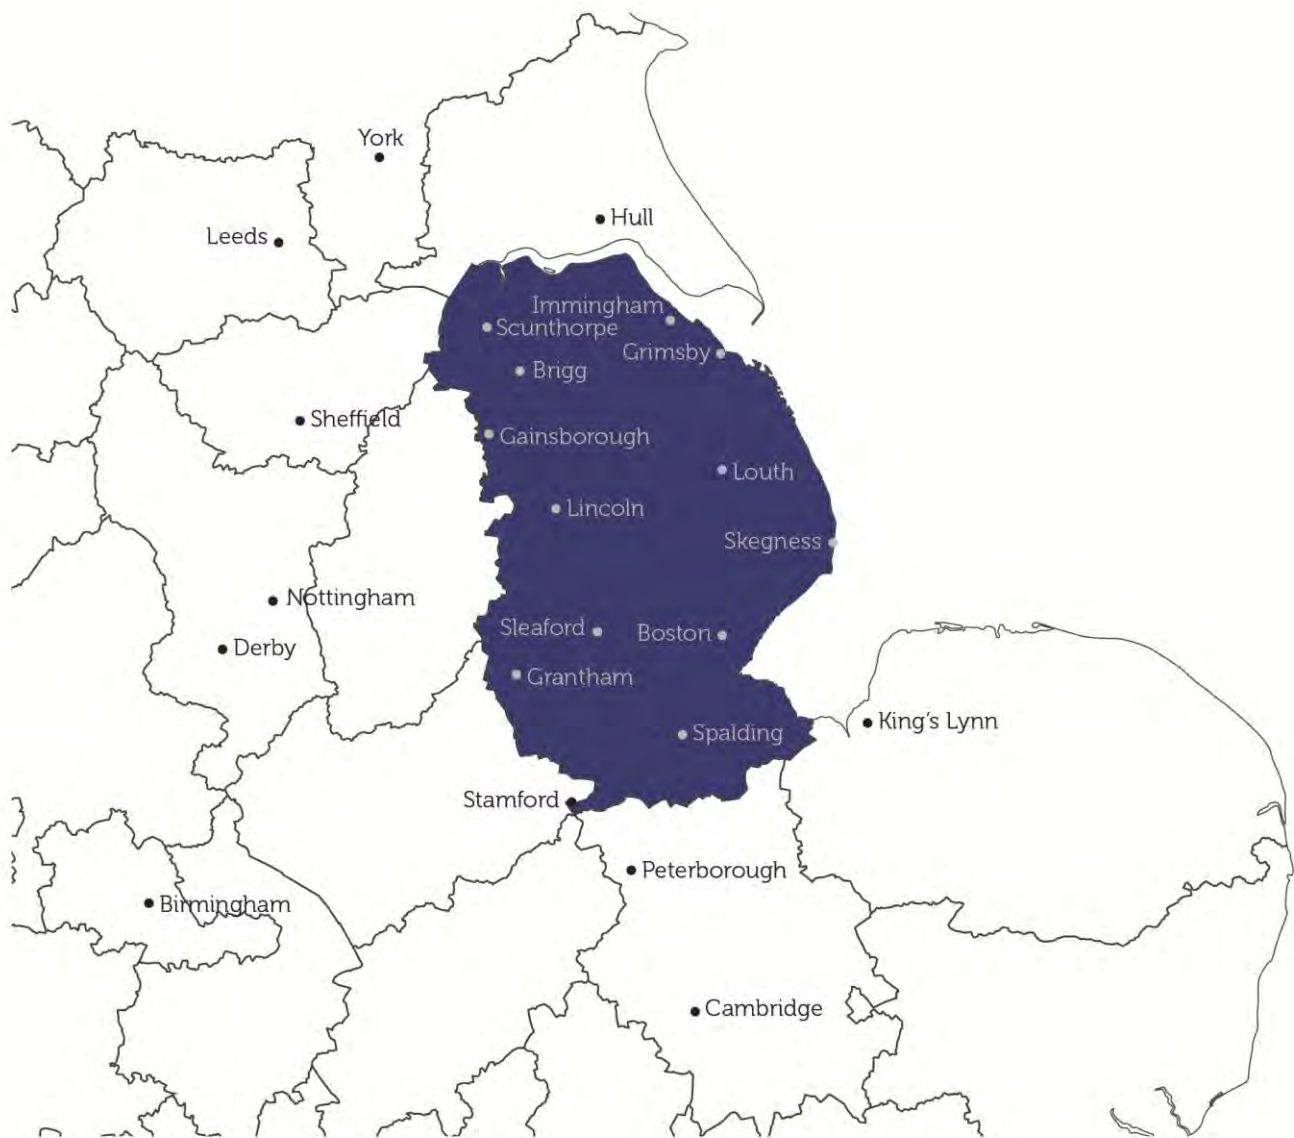 York
Hull
Leeds
Immingham
Scunthorpe
Grimsby
Brigg
Sheffield
Gainsborough
Louth
Lincoln
Skegness
Nottingham
Sleaford
Boston
Derby
Grantham
King's Lynn
Spalding
Stamford
Peterborough
Birmingham
Cambridge